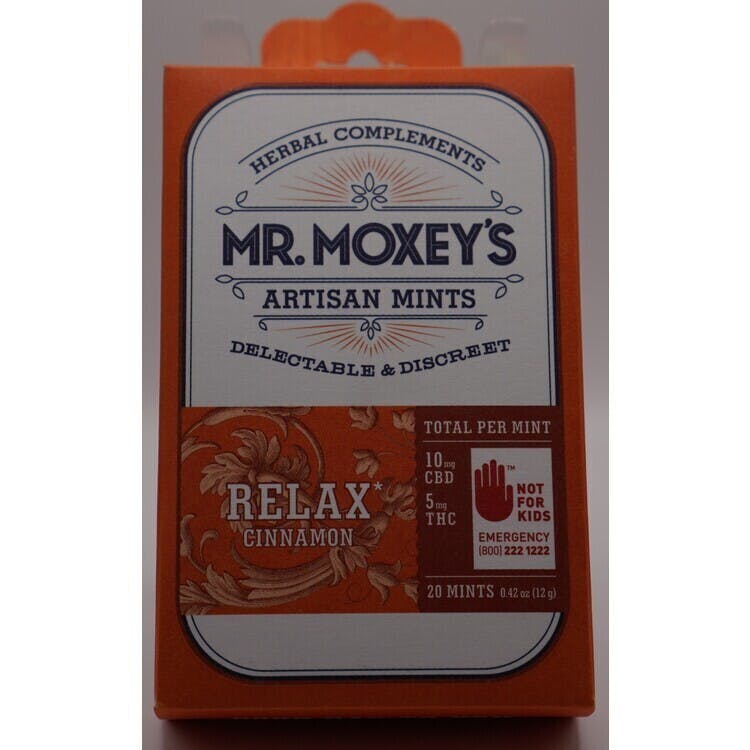 HERBAL COMPLEMENTS
MR. MOXEY'S
ARTISAN MINTS
DELECTABLE & DISCREET
RELAX*
CINNAMON
TOTAL PER MINT
10mg
CBD
5mg
THC
™
NOT
FOR
KIDS
EMERGENCY
(800) 222 1222
20 MINTS 0.42 oz (12 g)